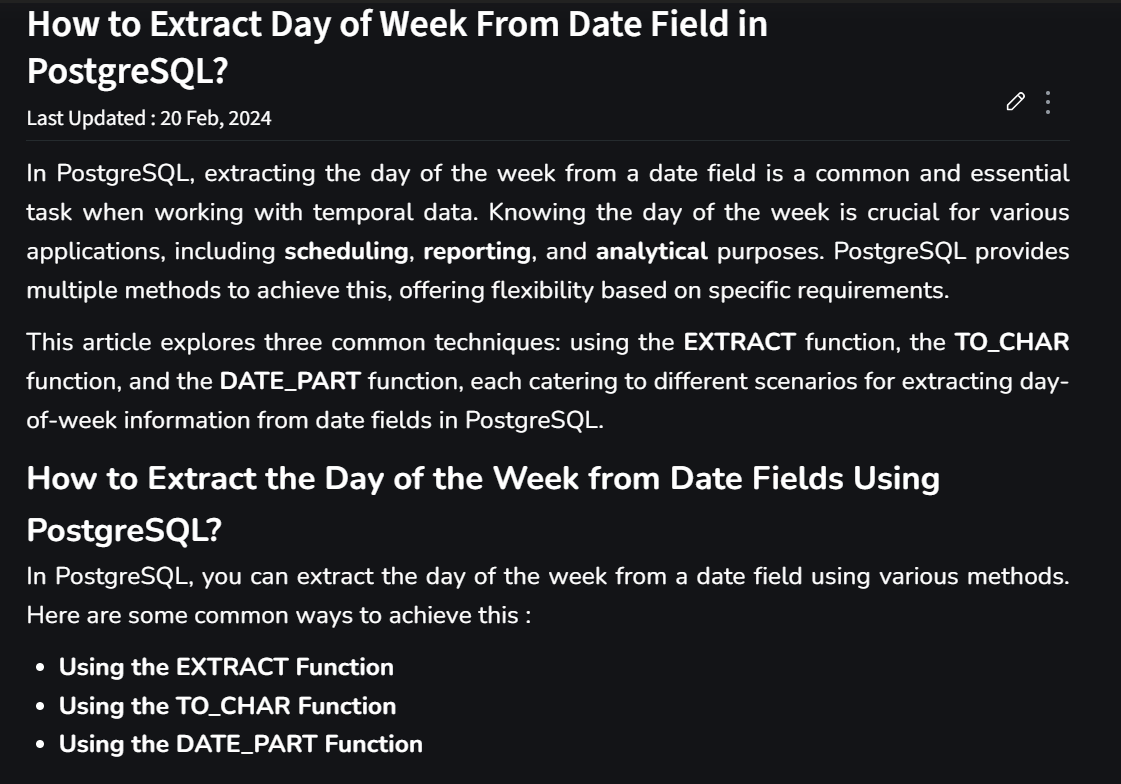 How to Extract Day of Week From Date Field in
PostgreSQL?
Last Updated : 20 Feb, 2024
In PostgreSQL, extracting the day of the week from a date field is a common and essential
task when working with temporal data. Knowing the day of the week is crucial for various
applications, including scheduling, reporting, and analytical purposes. PostgreSQL provides
multiple methods to achieve this, offering flexibility based on specific requirements.
This article explores three common techniques: using the EXTRACT function, the TO_CHAR
function, and the DATE_PART function, each catering to different scenarios for extracting day-
of-week information from date fields in PostgreSQL.
How to Extract the Day of the Week from Date Fields Using
PostgreSQL?
In PostgreSQL, you can extract the day of the week from a date field using various methods.
Here are some common ways to achieve this :
• Using the EXTRACT Function
• Using the TO_CHAR Function
• Using the DATE_PART Function